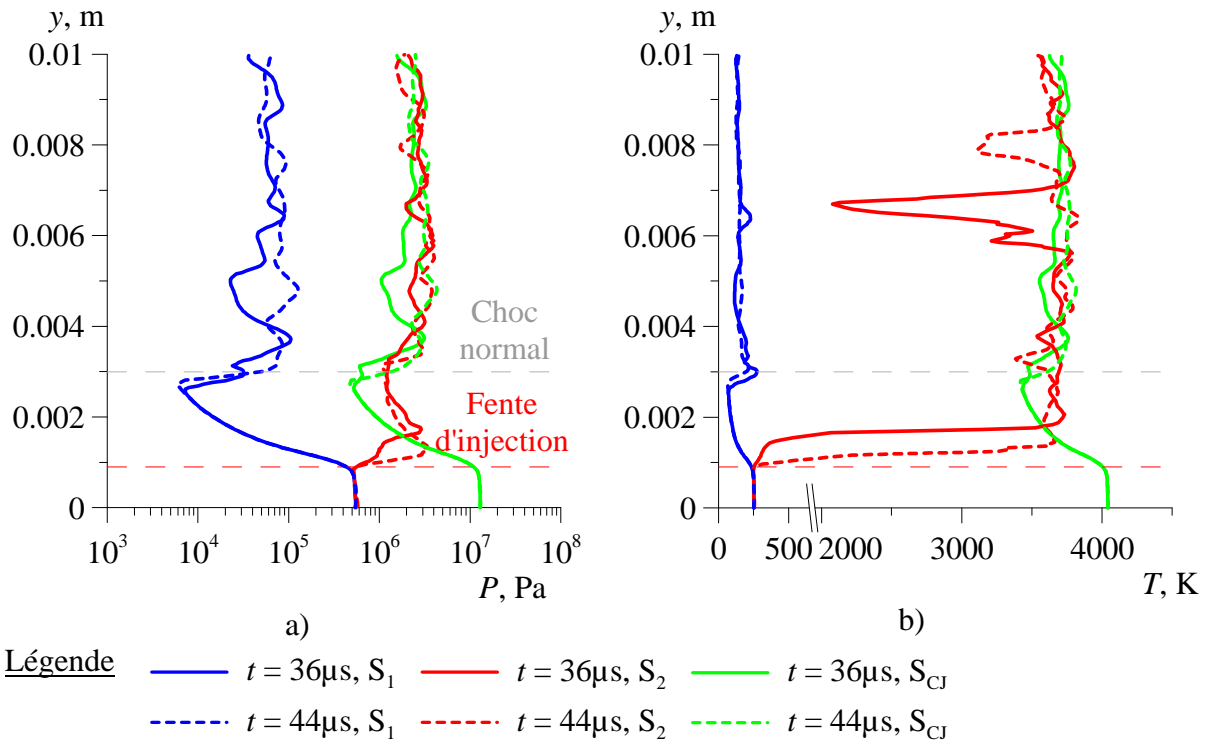 y, m
0.01
0.008
0.006
0.004
0.002
0
Choc
normal
Fente
d'injection
10³ 10⁴ 10⁵ 10⁶ 10⁷ 10⁸
P, Pa
a)
y, m
0.01
0.008
0.006
0.004
0.002
0
0 500 2000 3000 4000
T, K
b)
Légende
t = 36µs, S₁ t = 36µs, S₂ t = 36µs, S_CJ
t = 44µs, S₁ t = 44µs, S₂ t = 44µs, S_CJ